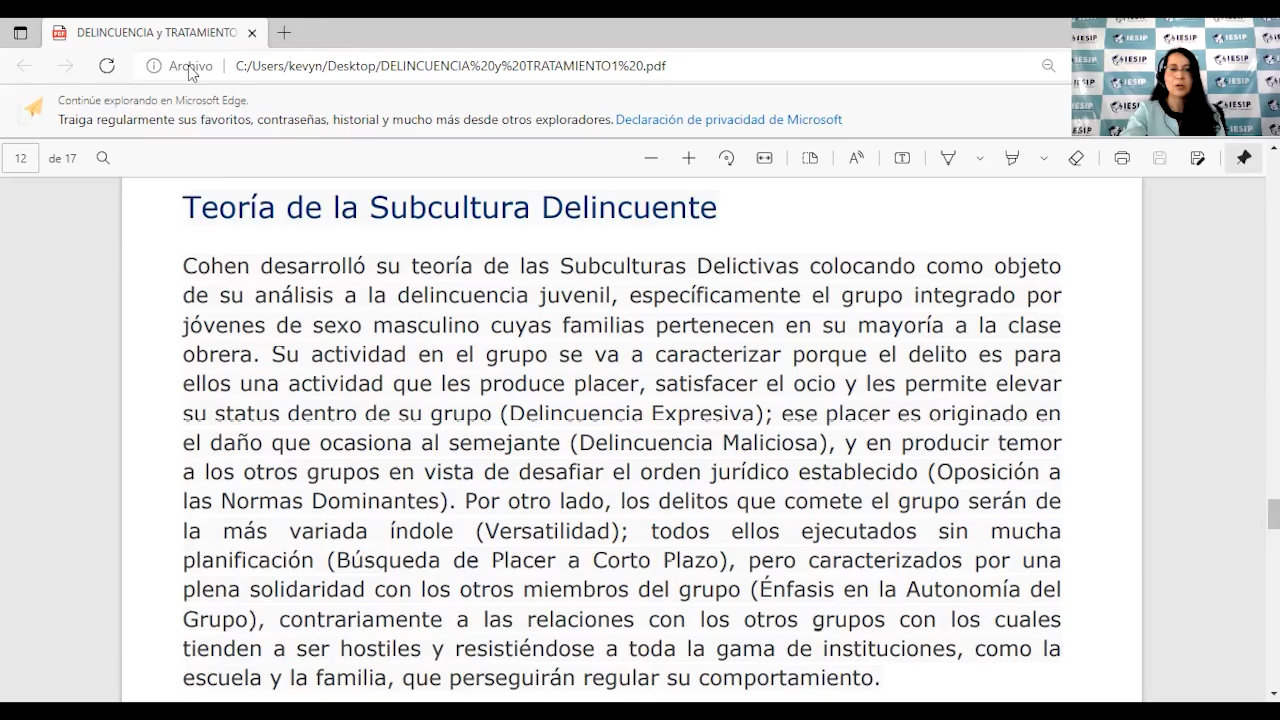 DELINCUENCIA y TRATAMIENTO
Archivo
C:/Users/kevyn/Desktop/DELINCUENCIA%20y%20TRATAMIENTO1%20.pdf
Continúe explorando en Microsoft Edge.
Traiga regularmente sus favoritos, contraseñas, historial y mucho más desde otros exploradores. Declaración de privacidad de Microsoft
12 de 17
Teoría de la Subcultura Delincuente
Cohen desarrolló su teoría de las Subculturas Delictivas colocando como objeto
de su análisis a la delincuencia juvenil, específicamente el grupo integrado por
jóvenes de sexo masculino cuyas familias pertenecen en su mayoría a la clase
obrera. Su actividad en el grupo se va a caracterizar porque el delito es para
ellos una actividad que les produce placer, satisfacer el ocio y les permite elevar
su status dentro de su grupo (Delincuencia Expresiva); ese placer es originado en
el daño que ocasiona al semejante (Delincuencia Maliciosa), y en producir temor
a los otros grupos en vista de desafiar el orden jurídico establecido (Oposición a
las Normas Dominantes). Por otro lado, los delitos que comete el grupo serán de
la más variada índole (Versatilidad); todos ellos ejecutados sin mucha
planificación (Búsqueda de Placer a Corto Plazo), pero caracterizados por una
plena solidaridad con los otros miembros del grupo (Énfasis en la Autonomía del
Grupo), contrariamente a las relaciones con los otros grupos con los cuales
tienden a ser hostiles y resistiéndose a toda la gama de instituciones, como la
escuela y la familia, que perseguirán regular su comportamiento.
IESIP
IESIP
IESIP
IESIP